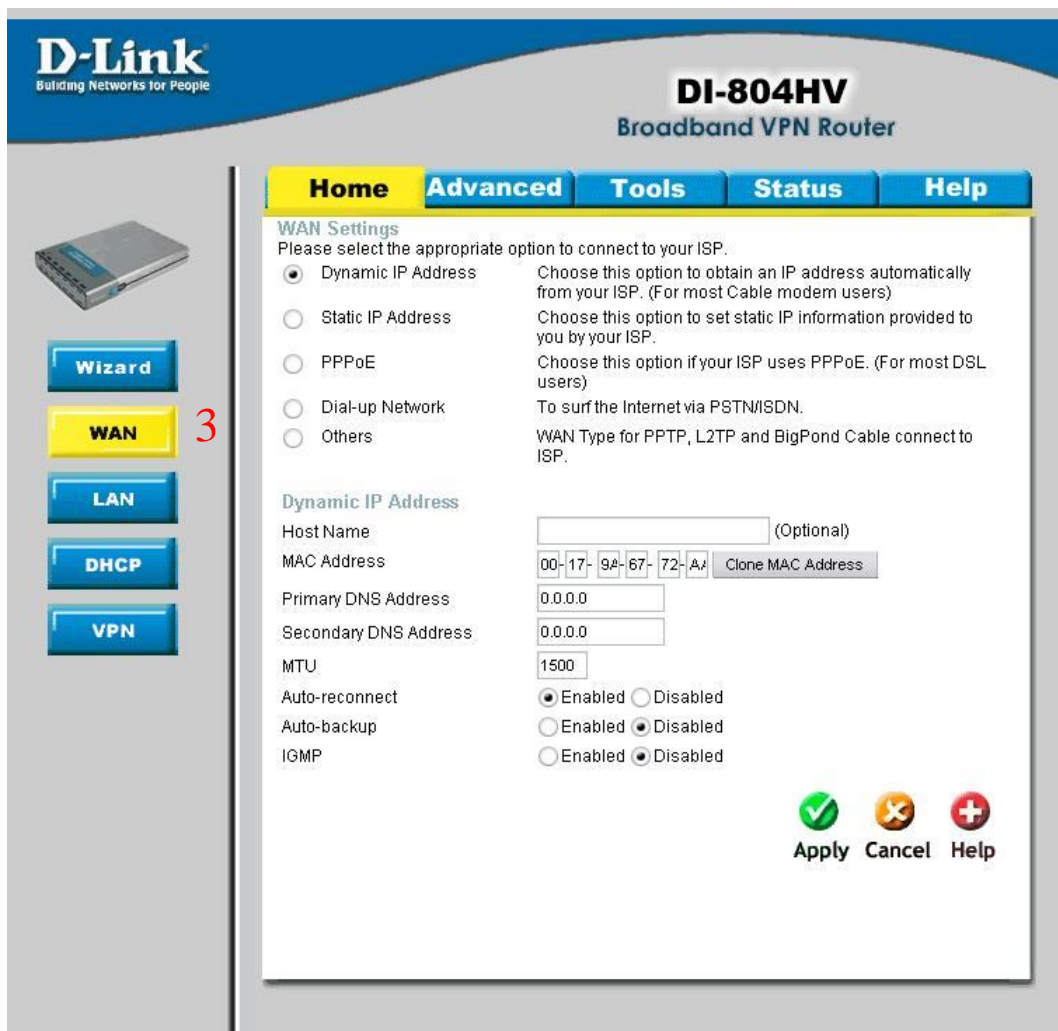 D-Link
Building Networks for People
DI-804HV
Broadband VPN Router
Home Advanced Tools Status Help
WAN Settings
Please select the appropriate option to connect to your ISP.
Dynamic IP Address Choose this option to obtain an IP address automatically
from your ISP. (For most Cable modem users)
Static IP Address Choose this option to set static IP information provided to
you by your ISP.
PPPoE Choose this option if your ISP uses PPPoE. (For most DSL
users)
Dial-up Network To surf the Internet via PSTN/ISDN.
Others WAN Type for PPTP, L2TP and BigPond Cable connect to
ISP.
Wizard
WAN 3
LAN
DHCP
VPN
Dynamic IP Address
Host Name (Optional)
MAC Address 00- 17- 9A- 67- 72- AA Clone MAC Address
Primary DNS Address 0.0.0.0
Secondary DNS Address 0.0.0.0
MTU 1500
Auto-reconnect Enabled Disabled
Auto-backup Enabled Disabled
IGMP Enabled Disabled
Apply Cancel Help